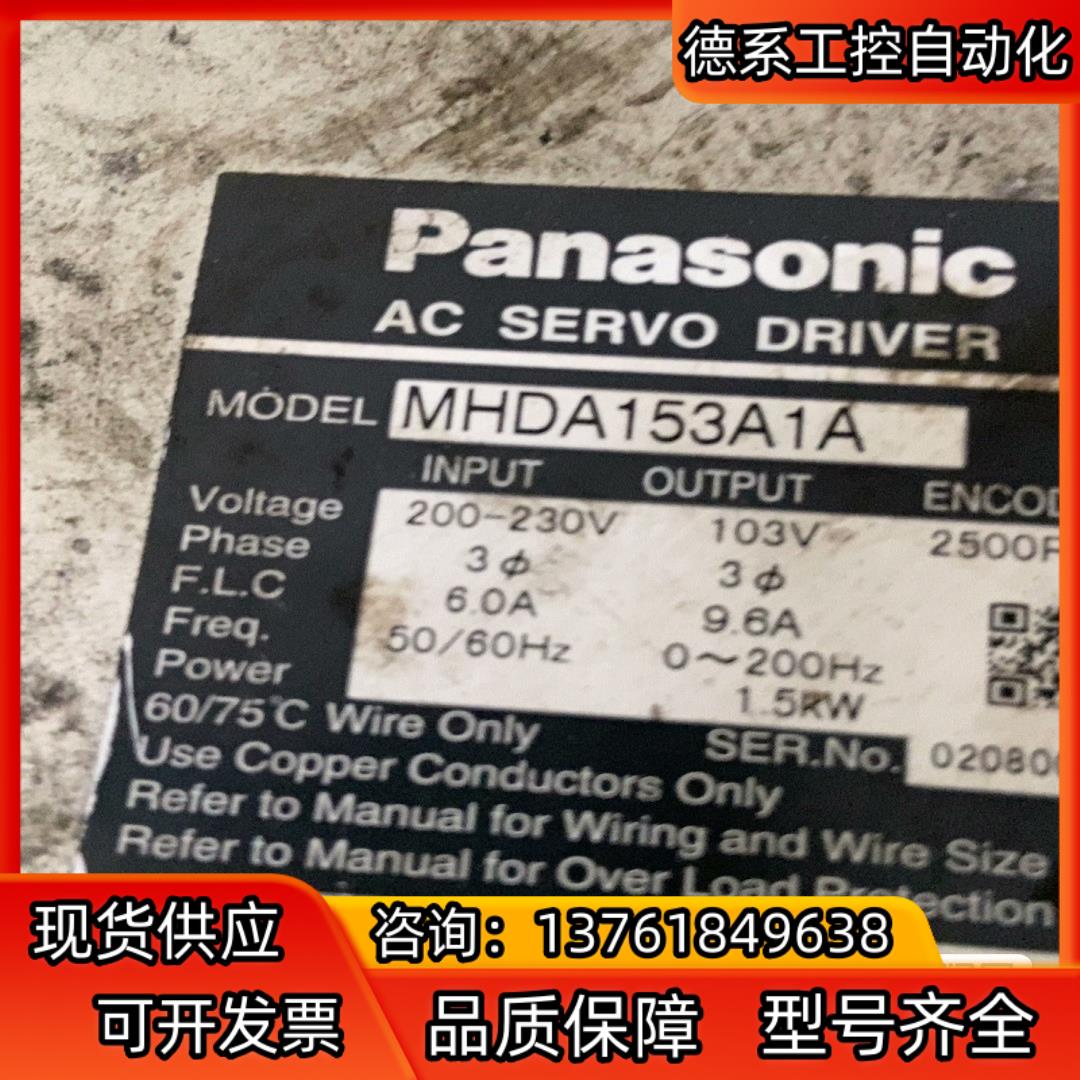 德系工控自动化
Panasonic
AC SERVO DRIVER
MODEL MHDA153A1A
INPUT OUTPUT
Voltage 200-230V 103V 2500
Phase 3ϕ 3ϕ
F.L.C 6.0A 9.6A
Freq. 50/60Hz 0~200Hz
Power 1.5KW
60/75°C Wire Only
SER.No.
Use Copper Conductors Only
Refer to Manual for Wiring and Wire Size
Refer to Manual for Over Load Protection
现货供应
咨询：13761849638
可开发票 品质保障 型号齐全